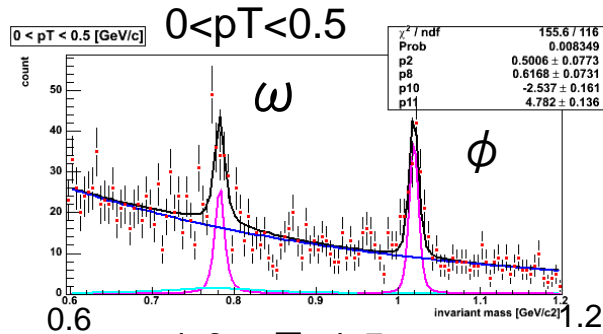 0<pT<0.5
0 < pT < 0.5 [GeV/c]
χ² / ndf 155.6 / 116
Prob 0.008349
p2 0.5006 ± 0.0773
p8 0.6168 ± 0.0731
p10 -2.537 ± 0.161
p11 4.782 ± 0.136
count
ω
ϕ
50
40
30
20
10
0
0.6 0.7 0.8 0.9 1 1.1 1.2
invariant mass [GeV/c2]
0.6 1.2